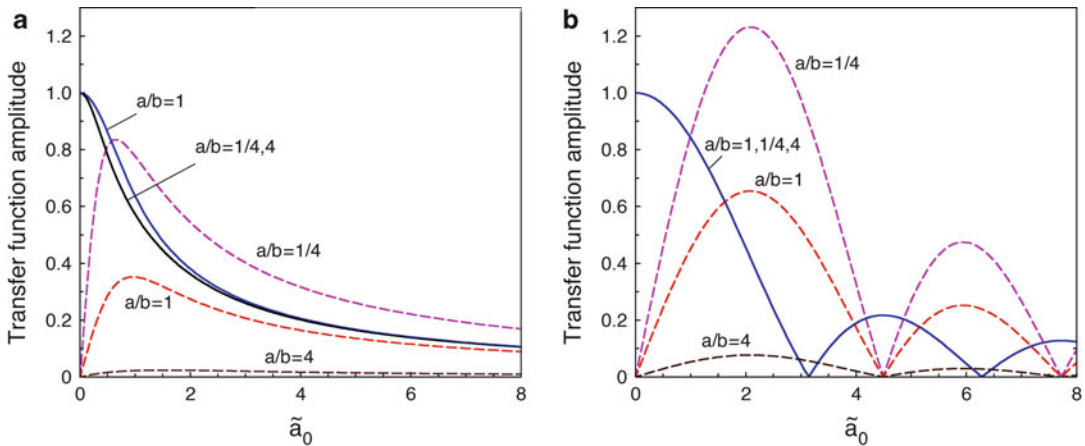 a
Transfer function amplitude
1.2
1.0
0.8
0.6
0.4
0.2
0
a/b=1
a/b=1/4,4
a/b=1/4
a/b=1
a/b=4
0 2 4 6 8
ã₀
b
Transfer function amplitude
1.2
1.0
0.8
0.6
0.4
0.2
0
a/b=1/4
a/b=1,1/4,4
a/b=1
a/b=4
0 2 4 6 8
ã₀